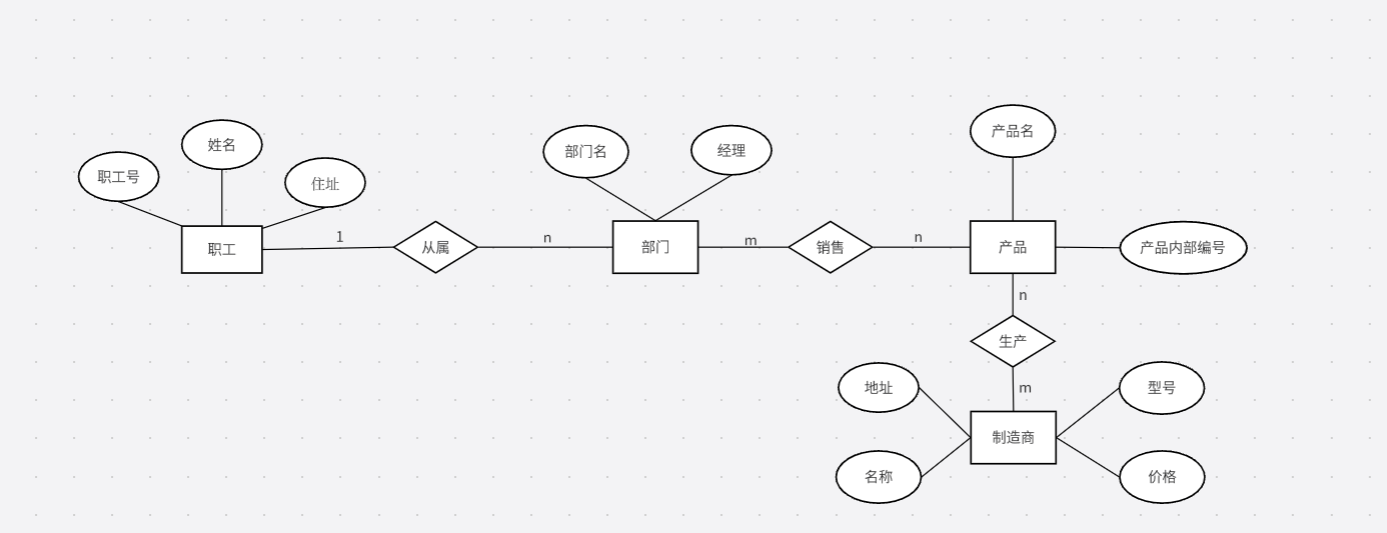 产品名
姓名
部门名
经理
职工号
住址
职工
1
从属
n
部门
m
销售
n
产品
产品内部编号
n
生产
m
地址
型号
制造商
名称
价格